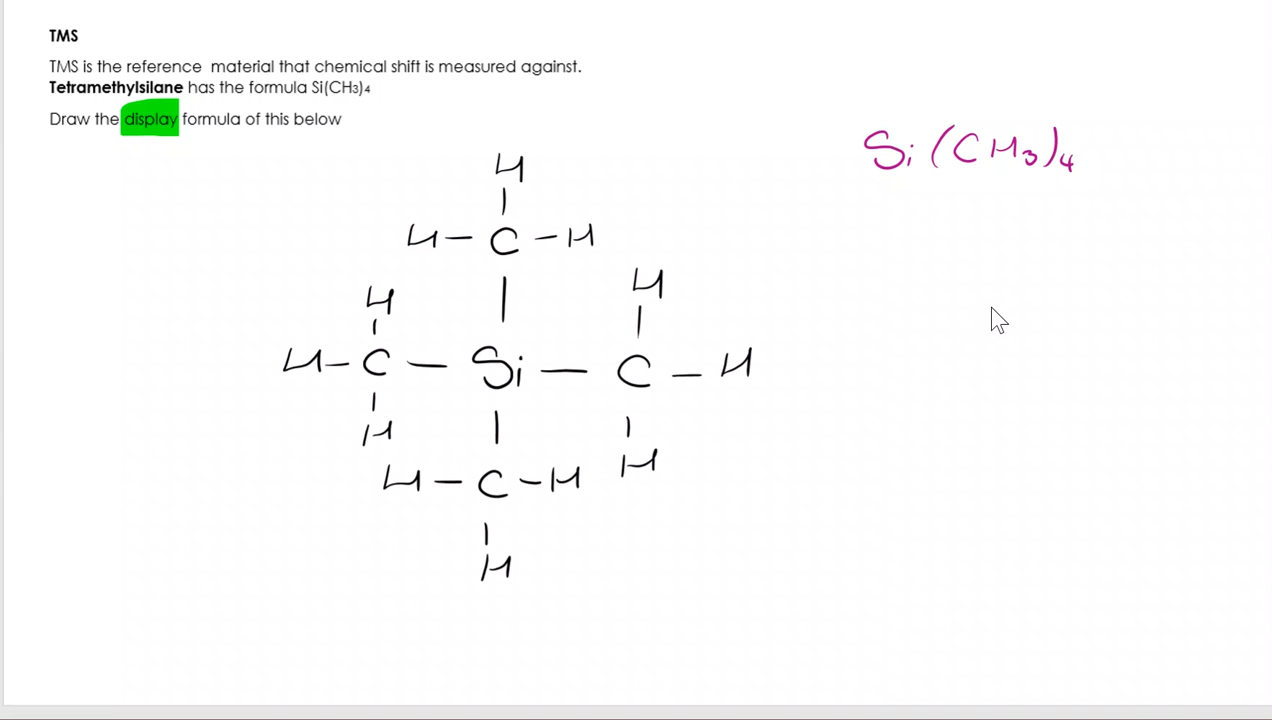 TMS
TMS is the reference material that chemical shift is measured against.
Tetramethylsilane has the formula Si(CH3)4
Draw the display formula of this below
Si(CH3)4
H
|
H – C – H
H | H
| |
H – C – Si – C – H
| | |
H H
H – C – H
|
H